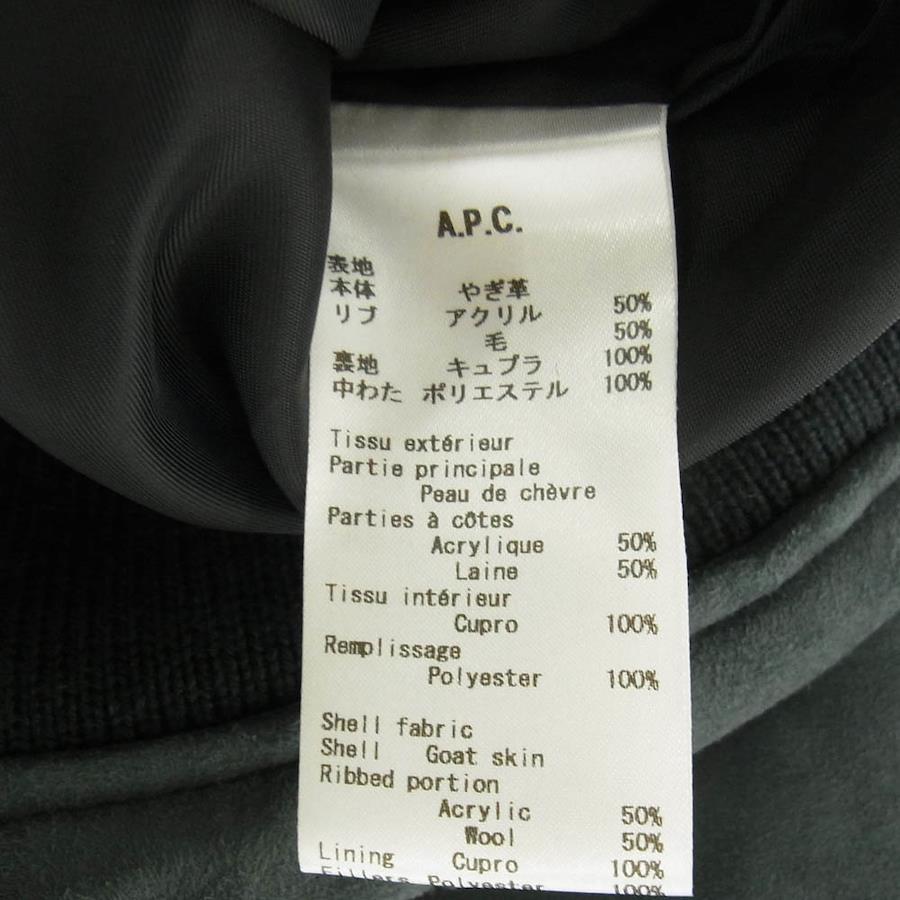 A.P.C.
表地
本体 やぎ革
リブ アクリル 50%
毛 50%
裏地 キュプラ 100%
中わた ポリエステル 100%
Tissu extérieur
Partie principale
Peau de chèvre
Parties à côtes
Acrylique 50%
Laine 50%
Tissu intérieur
Cupro 100%
Remplissage
Polyester 100%
Shell fabric
Shell Goat skin
Ribbed portion
Acrylic 50%
Wool 50%
Lining Cupro 100%
Fillers Polyester 100%